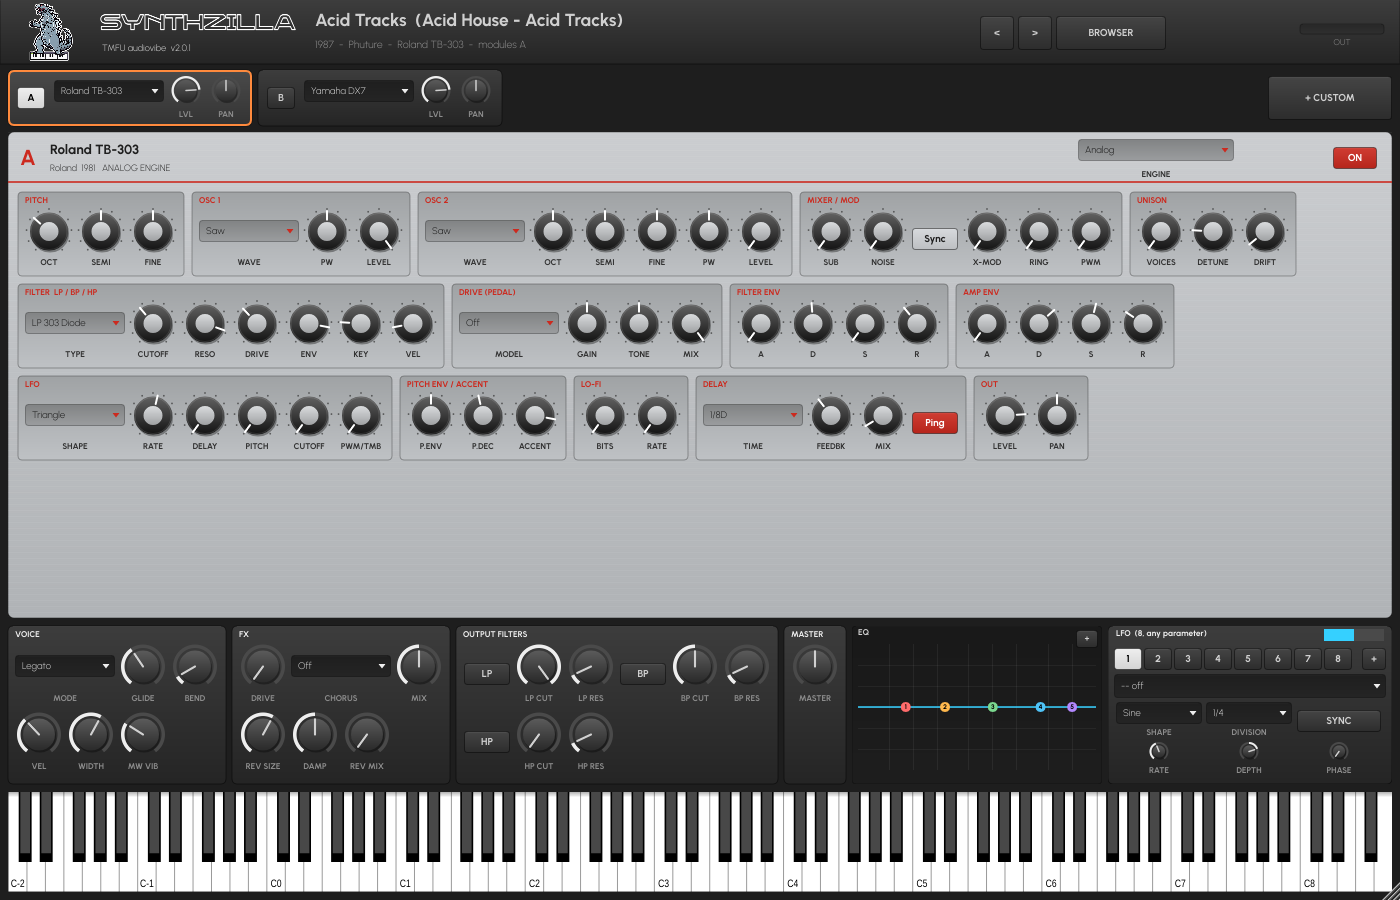 SYNTHZILLA
TMFU audiovibe v2.0.1
Acid Tracks (Acid House - Acid Tracks)
1987 - Phuture - Roland TB-303 - modules A
< > BROWSER
OUT
A Roland TB-303 LVL PAN
B Yamaha DX7 LVL PAN
+ CUSTOM
A Roland TB-303
Roland 1981 ANALOG ENGINE
Analog
ENGINE
ON
PITCH
OCT SEMI FINE
OSC 1
Saw
WAVE PW LEVEL
OSC 2
Saw
WAVE OCT SEMI FINE PW LEVEL
MIXER / MOD
Sync
SUB NOISE X-MOD RING PWM
UNISON
VOICES DETUNE DRIFT
FILTER LP / BP / HP
LP 303 Diode
TYPE CUTOFF RESO DRIVE ENV KEY VEL
DRIVE (PEDAL)
Off
MODEL GAIN TONE MIX
FILTER ENV
A D S R
AMP ENV
A D S R
LFO
Triangle
SHAPE RATE DELAY PITCH CUTOFF PWM/TMB
PITCH ENV / ACCENT
P.ENV P.DEC ACCENT
LO-FI
BITS RATE
DELAY
1/8D
Ping
TIME FEEDBK MIX
OUT
LEVEL PAN
VOICE
Legato
MODE GLIDE BEND
VEL WIDTH MW VIB
FX
Off
DRIVE CHORUS MIX
REV SIZE DAMP REV MIX
OUTPUT FILTERS
LP BP
LP CUT LP RES BP CUT BP RES
HP
HP CUT HP RES
MASTER
MASTER
EQ
+
1 2 3 4 5
LFO (8, any parameter)
1 2 3 4 5 6 7 8 +
-- off
Sine 1/4 SYNC
SHAPE DIVISION
RATE DEPTH PHASE
C-2 C-1 C0 C1 C2 C3 C4 C5 C6 C7 C8